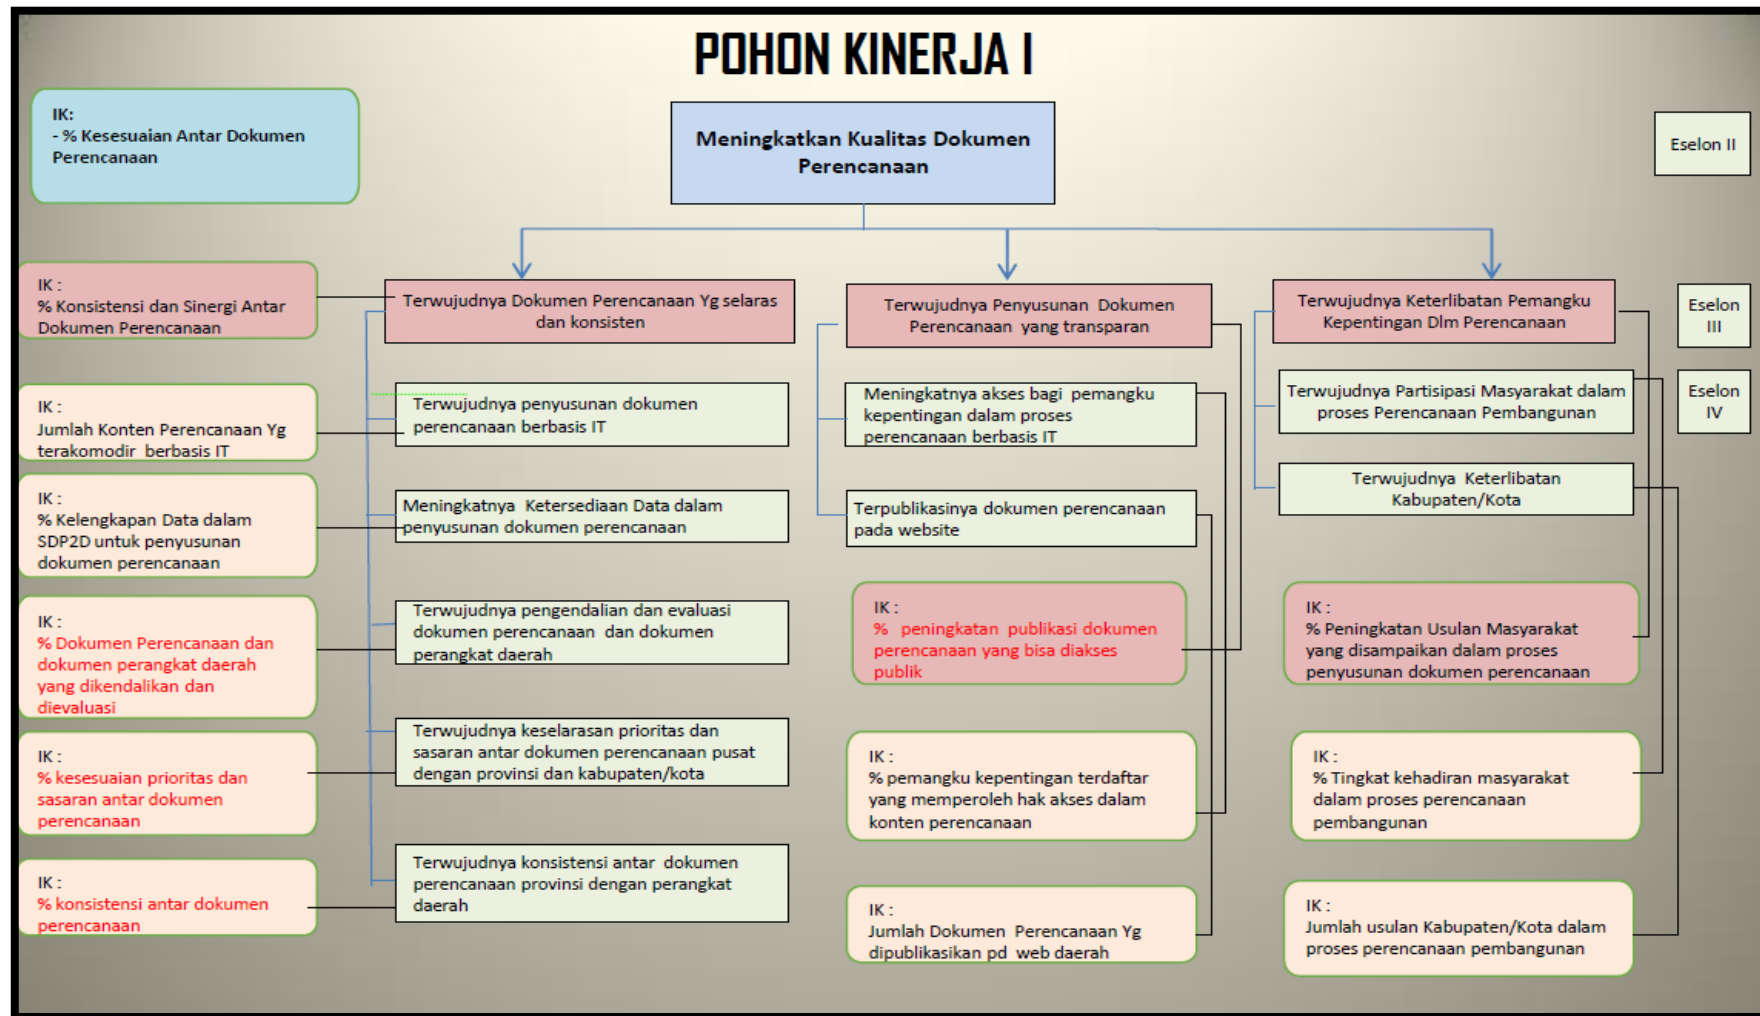 POHON KINERJA I
IK:
- % Kesesuaian Antar Dokumen
Perencanaan
Meningkatkan Kualitas Dokumen
Perencanaan
Eselon II
IK :
% Konsistensi dan Sinergi Antar
Dokumen Perencanaan
Terwujudnya Dokumen Perencanaan Yg selaras
dan konsisten
Terwujudnya Penyusunan Dokumen
Perencanaan yang transparan
Terwujudnya Keterlibatan Pemangku
Kepentingan Dlm Perencanaan
Eselon
III
IK :
Jumlah Konten Perencanaan Yg
terakomodir berbasis IT
Terwujudnya penyusunan dokumen
perencanaan berbasis IT
Meningkatnya akses bagi pemangku
kepentingan dalam proses
perencanaan berbasis IT
Terwujudnya Partisipasi Masyarakat dalam
proses Perencanaan Pembangunan
Eselon
IV
IK :
% Kelengkapan Data dalam
SDP2D untuk penyusunan
dokumen perencanaan
Meningkatnya Ketersediaan Data dalam
penyusunan dokumen perencanaan
Terpublikasinya dokumen perencanaan
pada website
Terwujudnya Keterlibatan
Kabupaten/Kota
IK :
% Dokumen Perencanaan dan
dokumen perangkat daerah
yang dikendalikan dan
dievaluasi
Terwujudnya pengendalian dan evaluasi
dokumen perencanaan dan dokumen
perangkat daerah
IK :
% peningkatan publikasi dokumen
perencanaan yang bisa diakses
publik
IK :
% Peningkatan Usulan Masyarakat
yang disampaikan dalam proses
penyusunan dokumen perencanaan
IK :
% kesesuaian prioritas dan
sasaran antar dokumen
perencanaan
Terwujudnya keselarasan prioritas dan
sasaran antar dokumen perencanaan pusat
dengan provinsi dan kabupaten/kota
IK :
% pemangku kepentingan terdaftar
yang memperoleh hak akses dalam
konten perencanaan
IK :
% Tingkat kehadiran masyarakat
dalam proses perencanaan
pembangunan
IK :
% konsistensi antar dokumen
perencanaan
Terwujudnya konsistensi antar dokumen
perencanaan provinsi dengan perangkat
daerah
IK :
Jumlah Dokumen Perencanaan Yg
dipublikasikan pd web daerah
IK :
Jumlah usulan Kabupaten/Kota dalam
proses perencanaan pembangunan